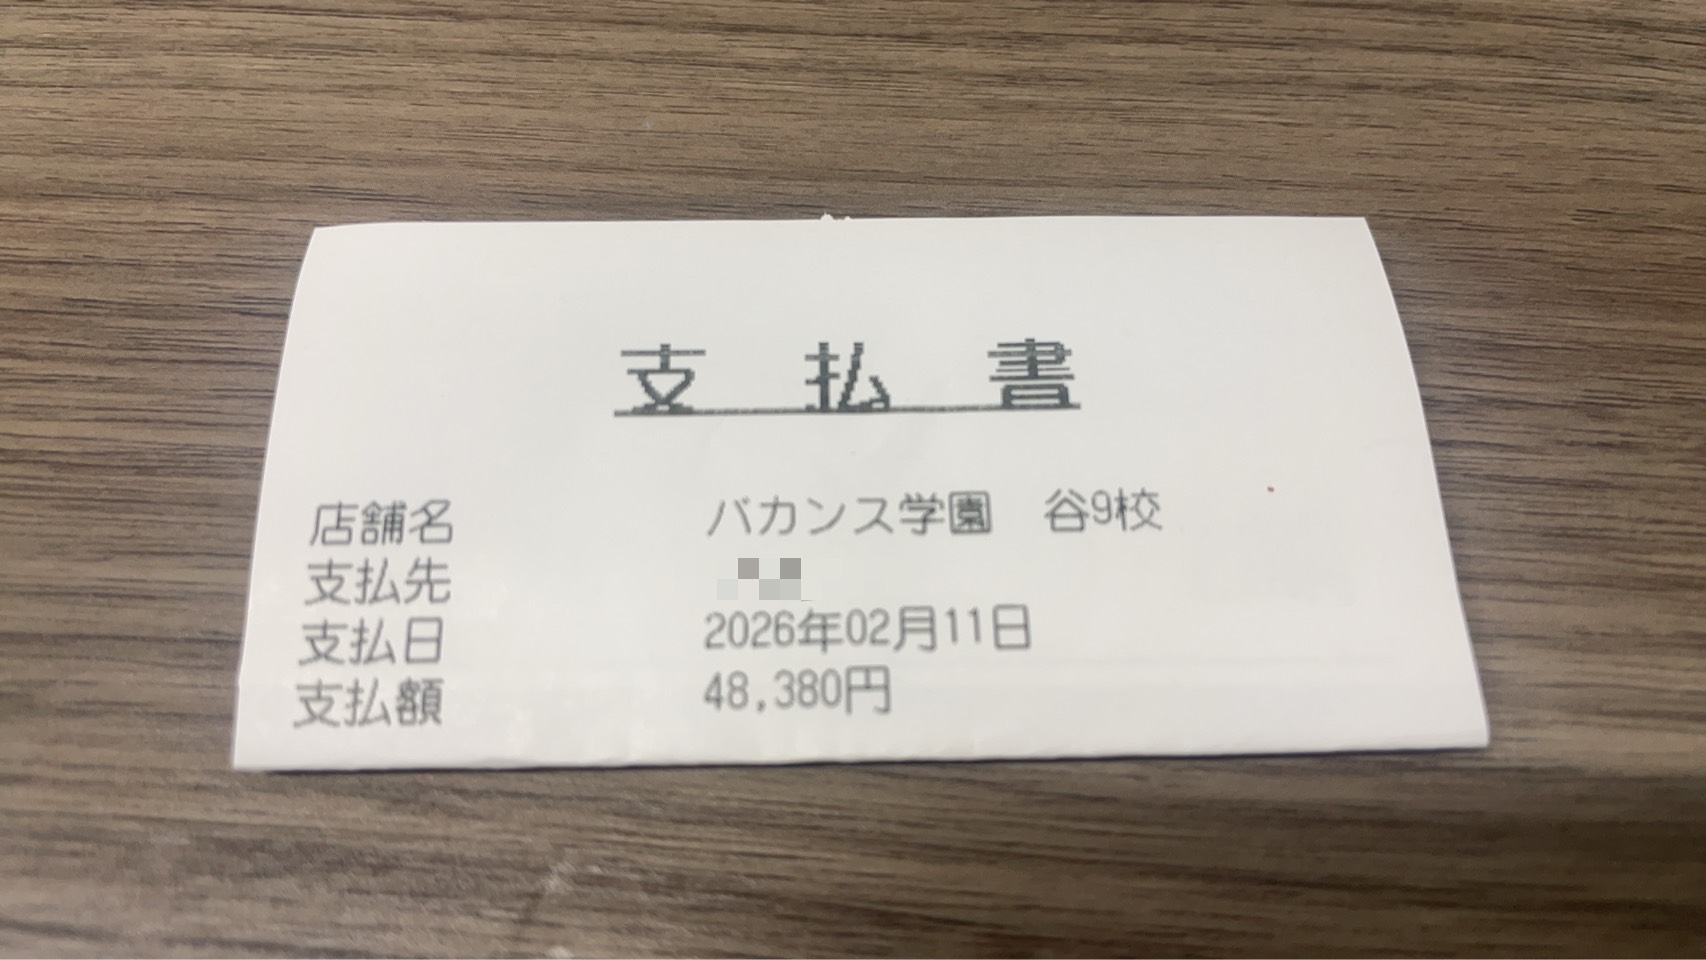 支払書
店舗名 バカンス学園 谷9校
支払先
支払日 2026年02月11日
支払額 48,380円